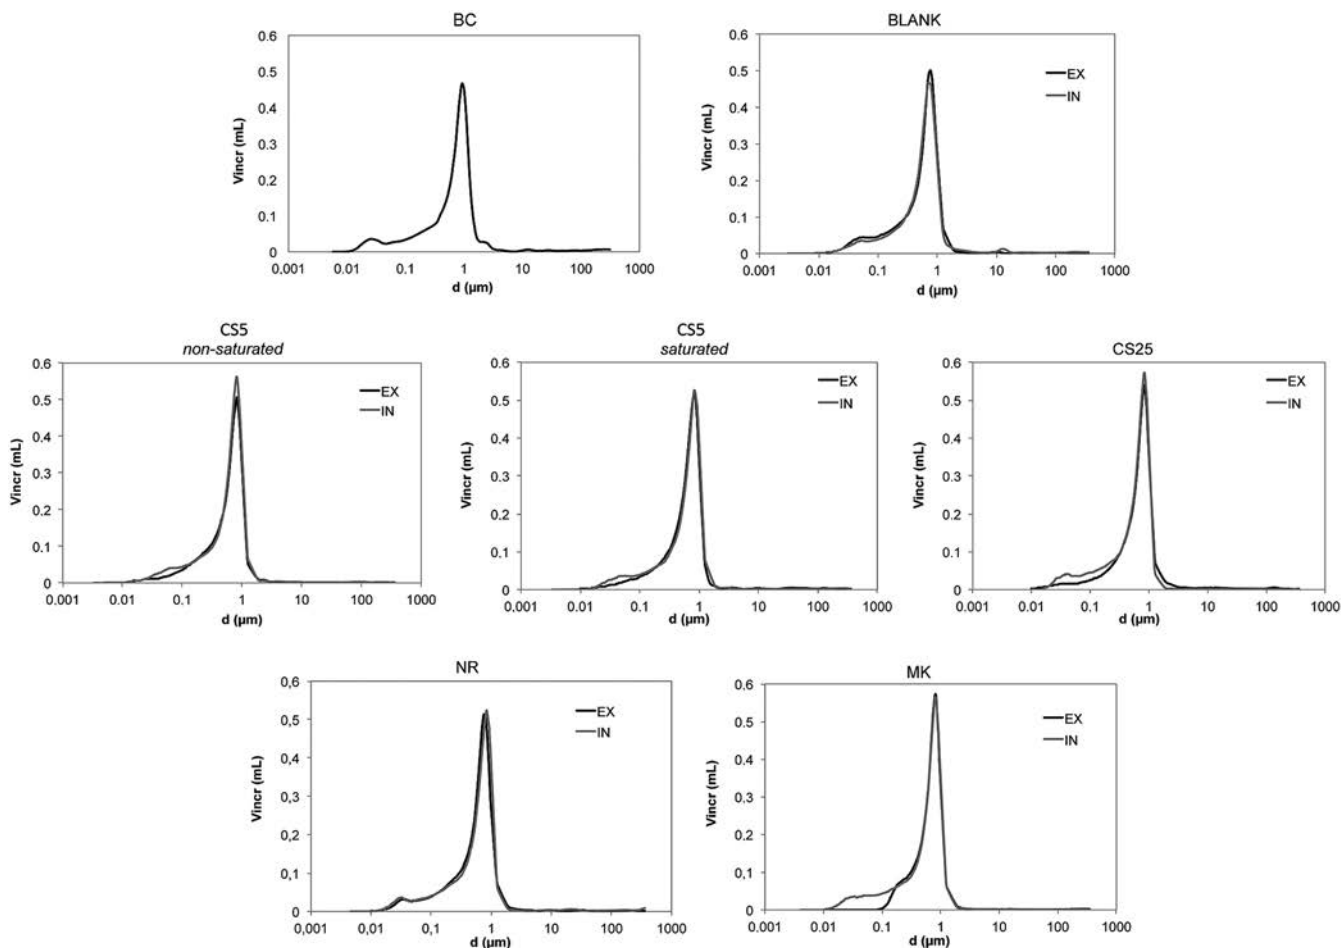 BC
0.6
0.5
0.4
0.3
0.2
0.1
0
Vincr (mL)
0.001 0.01 0.1 1 10 100 1000
d (µm)
BLANK
0.6
0.5
0.4
0.3
0.2
0.1
0
Vincr (mL)
EX
IN
0.001 0.01 0.1 1 10 100 1000
d (µm)
CS5
non-saturated
0.6
0.5
0.4
0.3
0.2
0.1
0
Vincr (mL)
EX
IN
0.001 0.01 0.1 1 10 100 1000
d (µm)
CS5
saturated
0.6
0.5
0.4
0.3
0.2
0.1
0
Vincr (mL)
EX
IN
0.001 0.01 0.1 1 10 100 1000
d (µm)
CS25
0.6
0.5
0.4
0.3
0.2
0.1
0
Vincr (mL)
EX
IN
0.001 0.01 0.1 1 10 100 1000
d (µm)
NR
0,6
0,5
0,4
0,3
0,2
0,1
0
Vincr (mL)
EX
IN
0,001 0,01 0,1 1 10 100 1000
d (µm)
MK
0,6
0,5
0,4
0,3
0,2
0,1
0
Vincr (mL)
EX
IN
0,001 0,01 0,1 1 10 100 1000
d (µm)